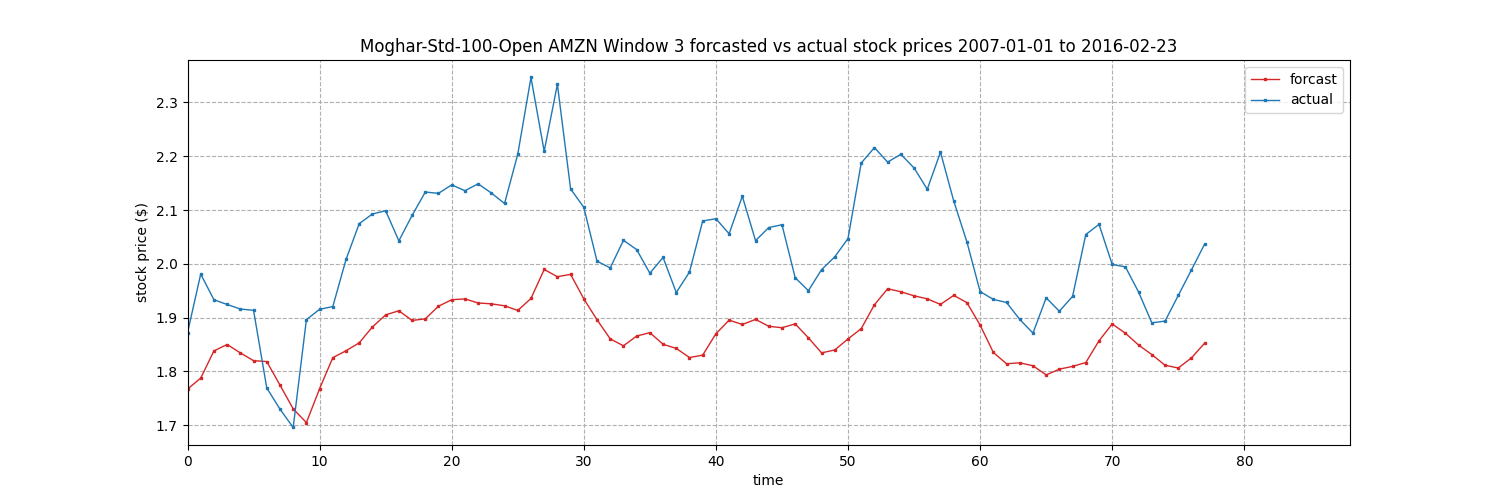 Moghar-Std-100-Open AMZN Window 3 forcasted vs actual stock prices 2007-01-01 to 2016-02-23
forcast
actual
stock price ($)
2.3
2.2
2.1
2.0
1.9
1.8
1.7
0 10 20 30 40 50 60 70 80
time